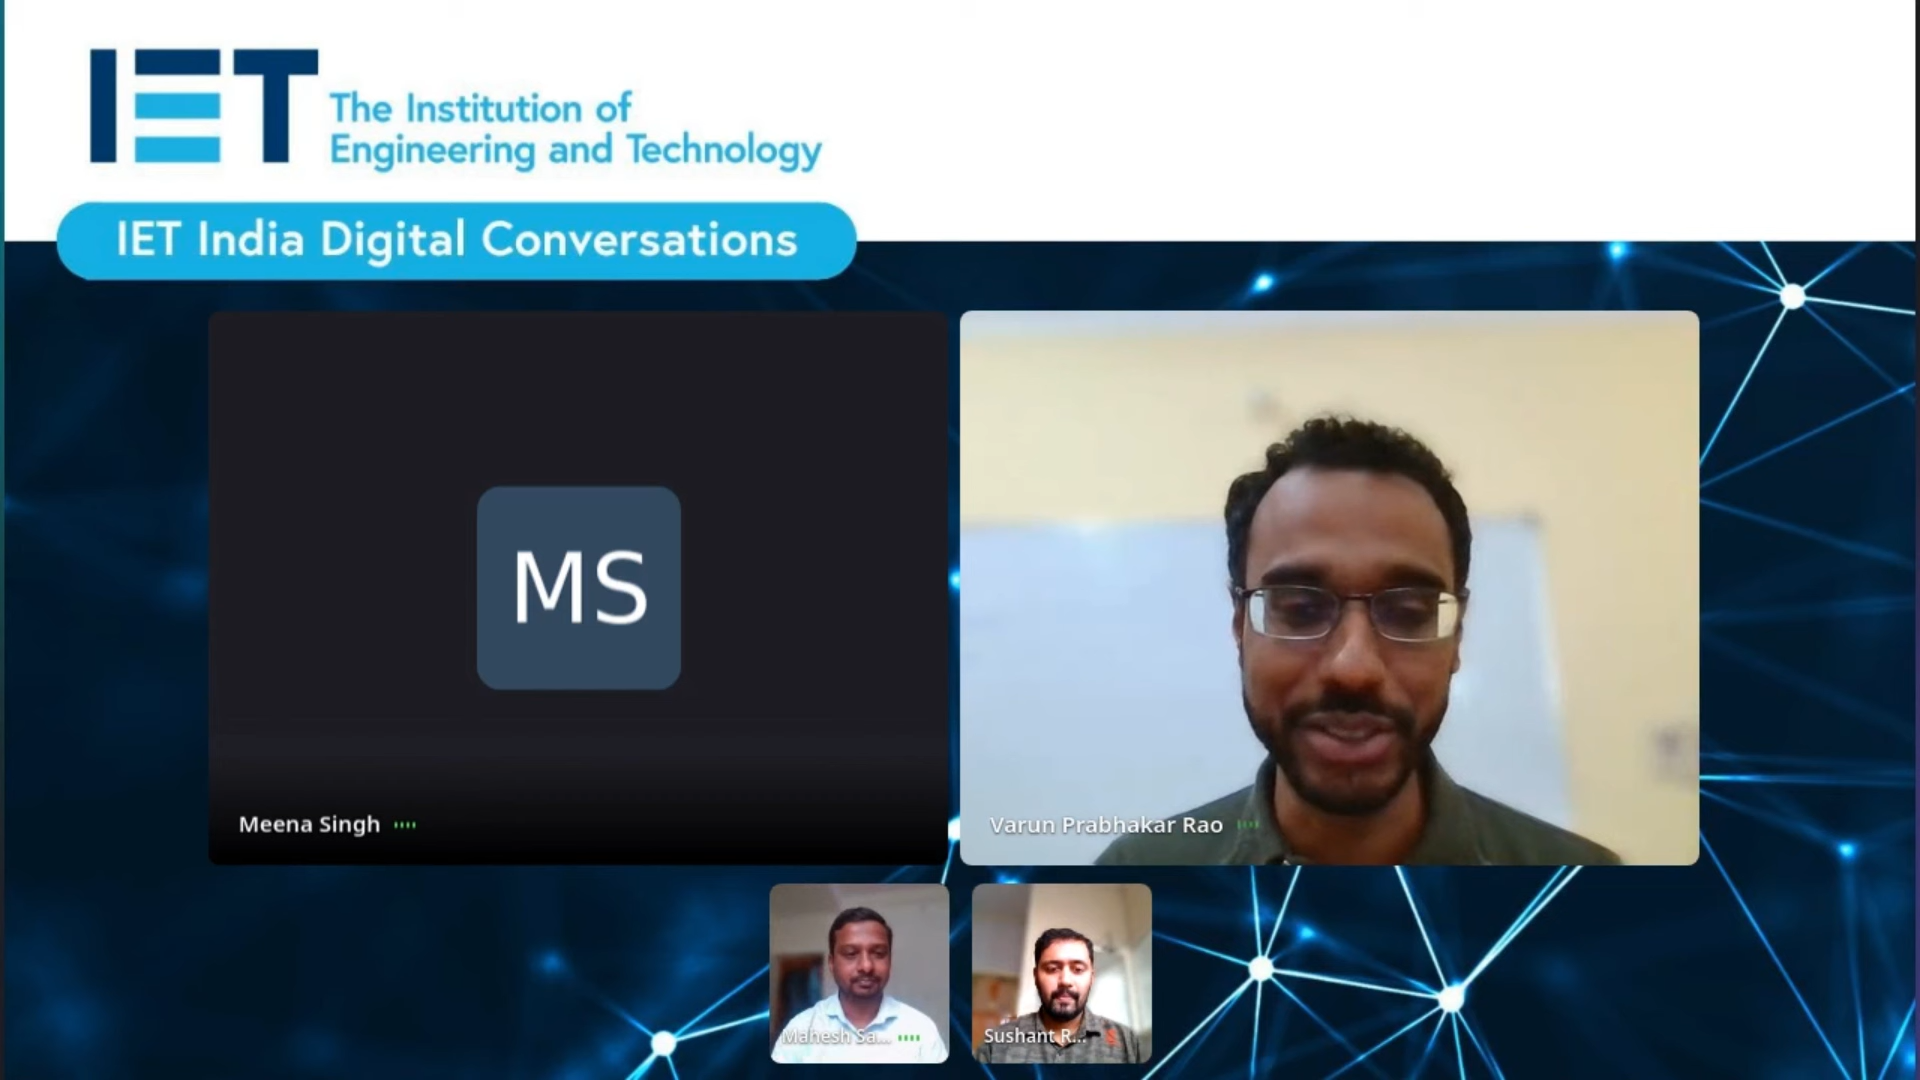 IET
The Institution of
Engineering and Technology
IET India Digital Conversations
MS
Meena Singh
Varun Prabhakar Rao
Mahesh Sa...
Sushant R...